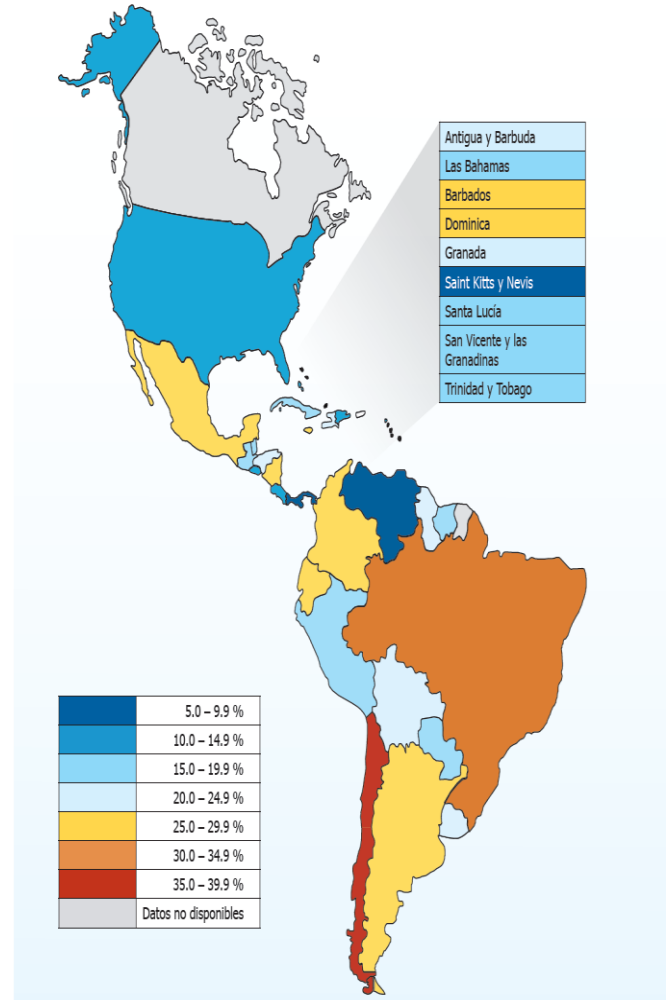 Antigua y Barbuda
Las Bahamas
Barbados
Dominica
Granada
Saint Kitts y Nevis
Santa Lucía
San Vicente y las
Granadinas
Trinidad y Tobago
5.0 – 9.9 %
10.0 – 14.9 %
15.0 – 19.9 %
20.0 – 24.9 %
25.0 – 29.9 %
30.0 – 34.9 %
35.0 – 39.9 %
Datos no disponibles